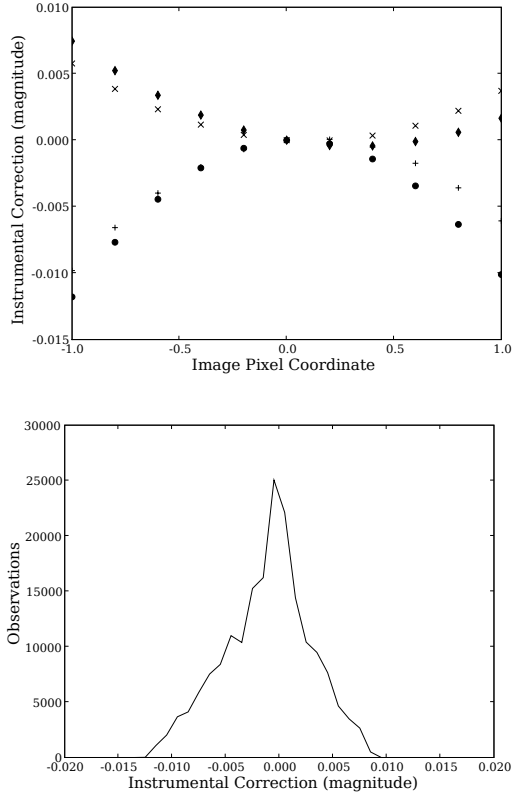 0.010
0.005
0.000
-0.005
-0.010
-0.015
Instrumental Correction (magnitude)
-1.0 -0.5 0.0 0.5 1.0
Image Pixel Coordinate
30000
25000
20000
15000
10000
5000
0
Observations
-0.020 -0.015 -0.010 -0.005 0.000 0.005 0.010 0.015 0.020
Instrumental Correction (magnitude)